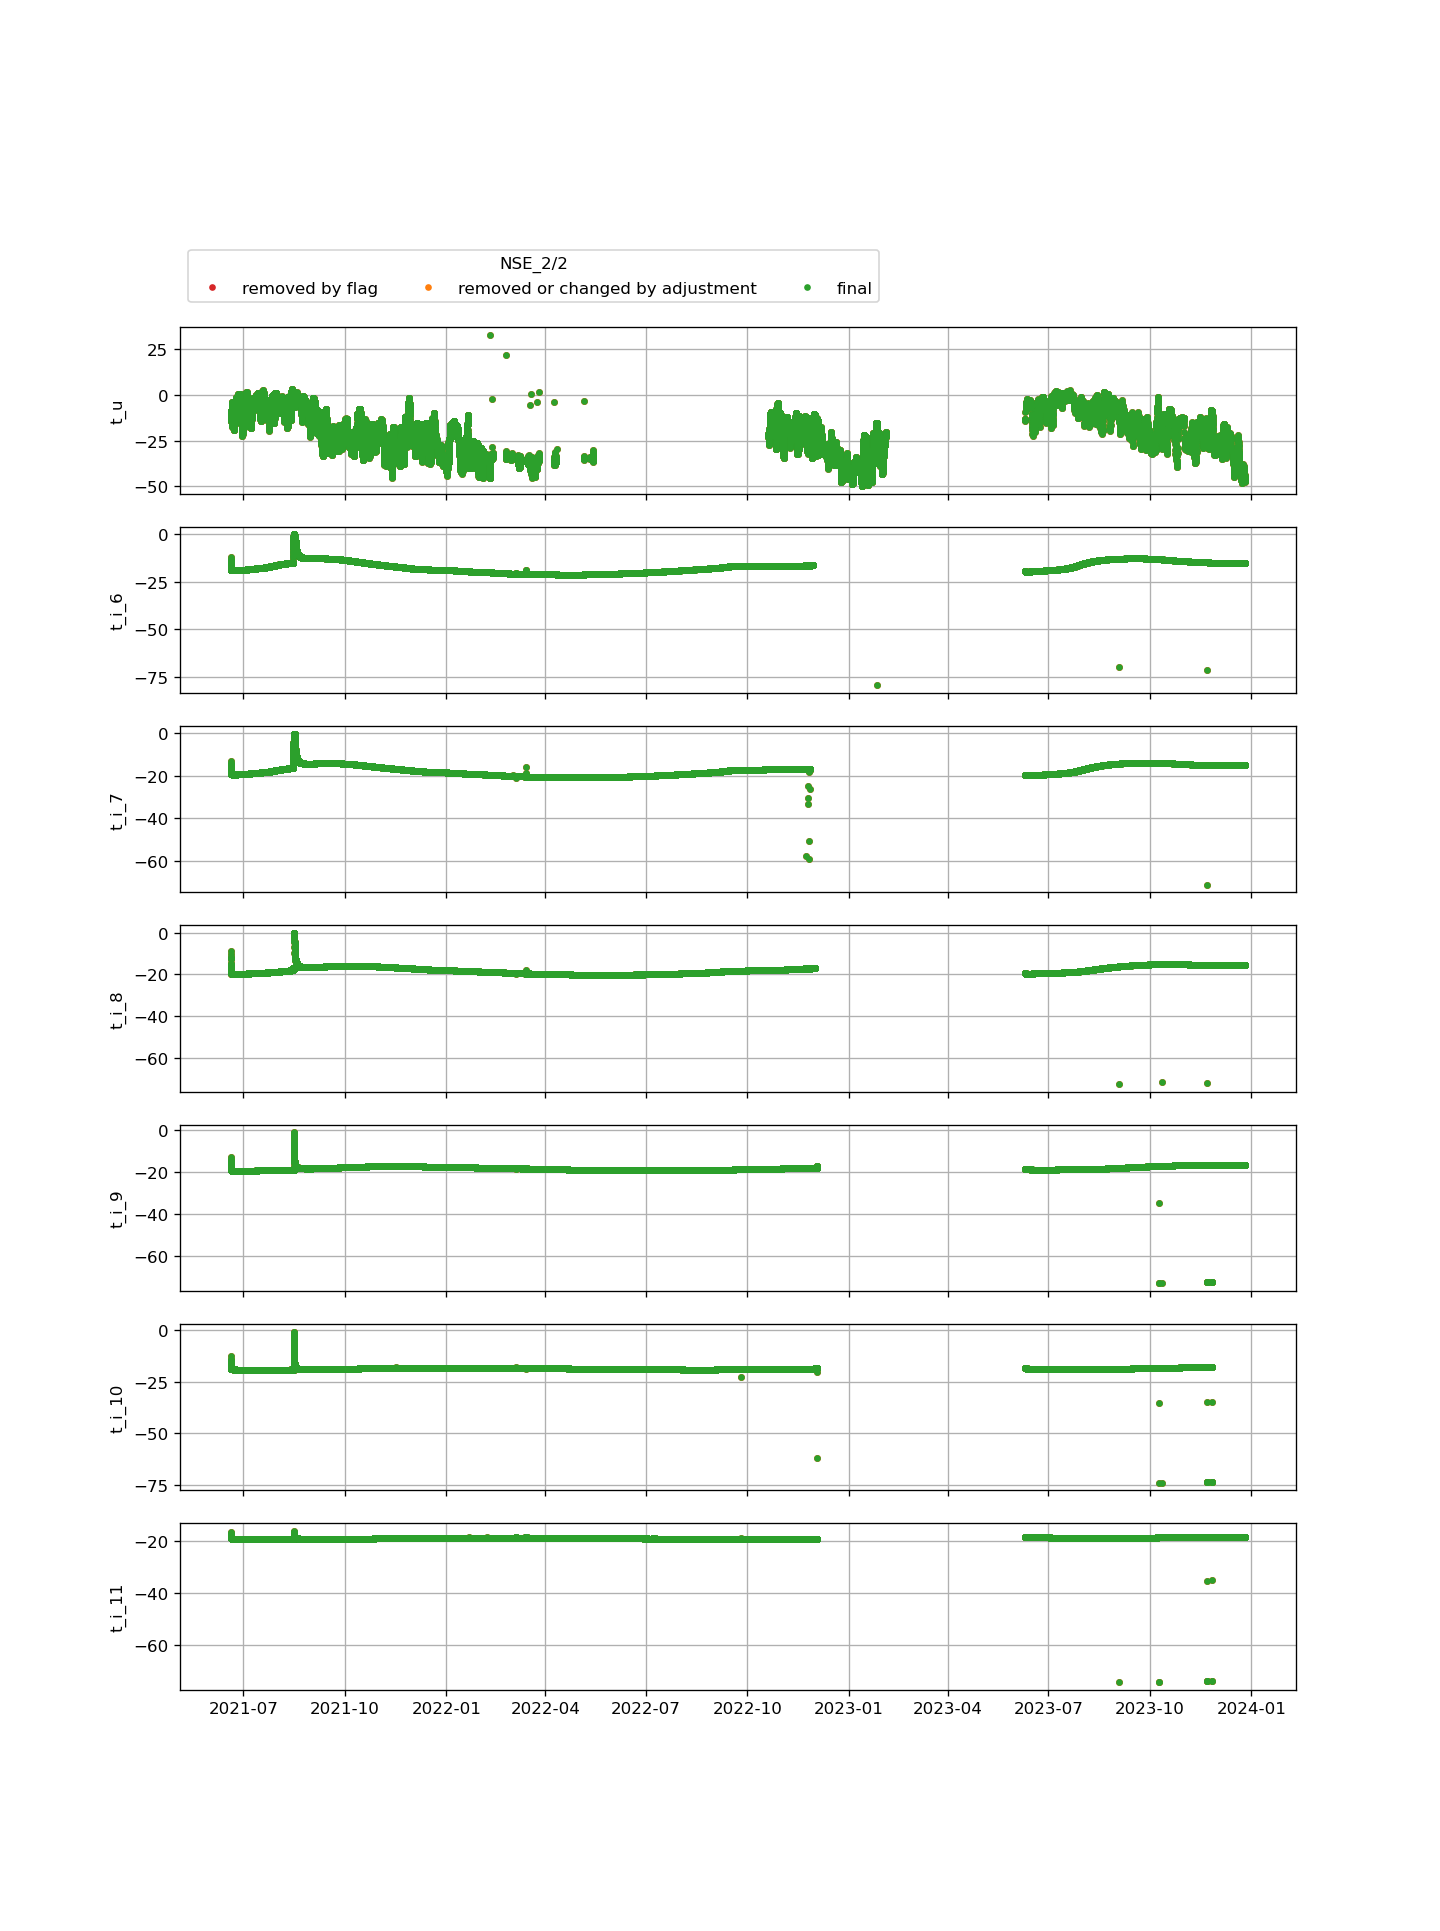 NSE_2/2
removed by flag removed or changed by adjustment final
25
0
−25
−50
t_u
0
−25
−50
−75
t_i_6
0
−20
−40
−60
t_i_7
0
−20
−40
−60
t_i_8
0
−20
−40
−60
t_i_9
0
−25
−50
−75
t_i_10
−20
−40
−60
t_i_11
2021-07 2021-10 2022-01 2022-04 2022-07 2022-10 2023-01 2023-04 2023-07 2023-10 2024-01